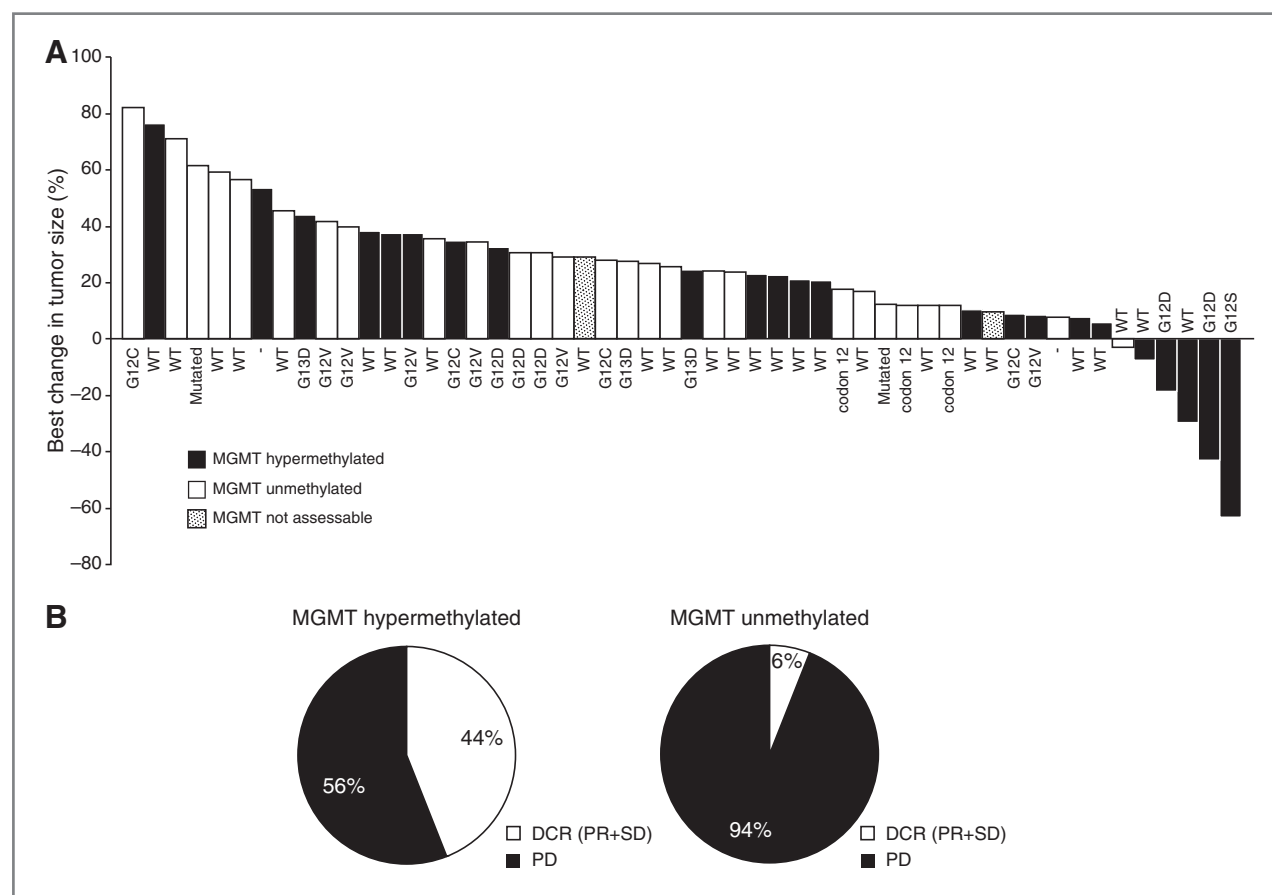 A
Best change in tumor size (%)
100
80
60
40
20
0
–20
–40
–60
–80
G12C
WT
WT
Mutated
WT
WT
-
WT
G13D
G12V
G12V
WT
WT
G12V
WT
G12C
G12V
G12D
G12D
G12D
G12V
WT
G12C
G13D
WT
WT
G13D
WT
WT
WT
WT
WT
WT
codon 12
WT
Mutated
codon 12
WT
codon 12
WT
WT
G12C
G12V
-
WT
WT
WT
WT
G12D
WT
G12D
G12S
MGMT hypermethylated
MGMT unmethylated
MGMT not assessable
B
MGMT hypermethylated
44%
56%
DCR (PR+SD)
PD
MGMT unmethylated
6%
94%
DCR (PR+SD)
PD